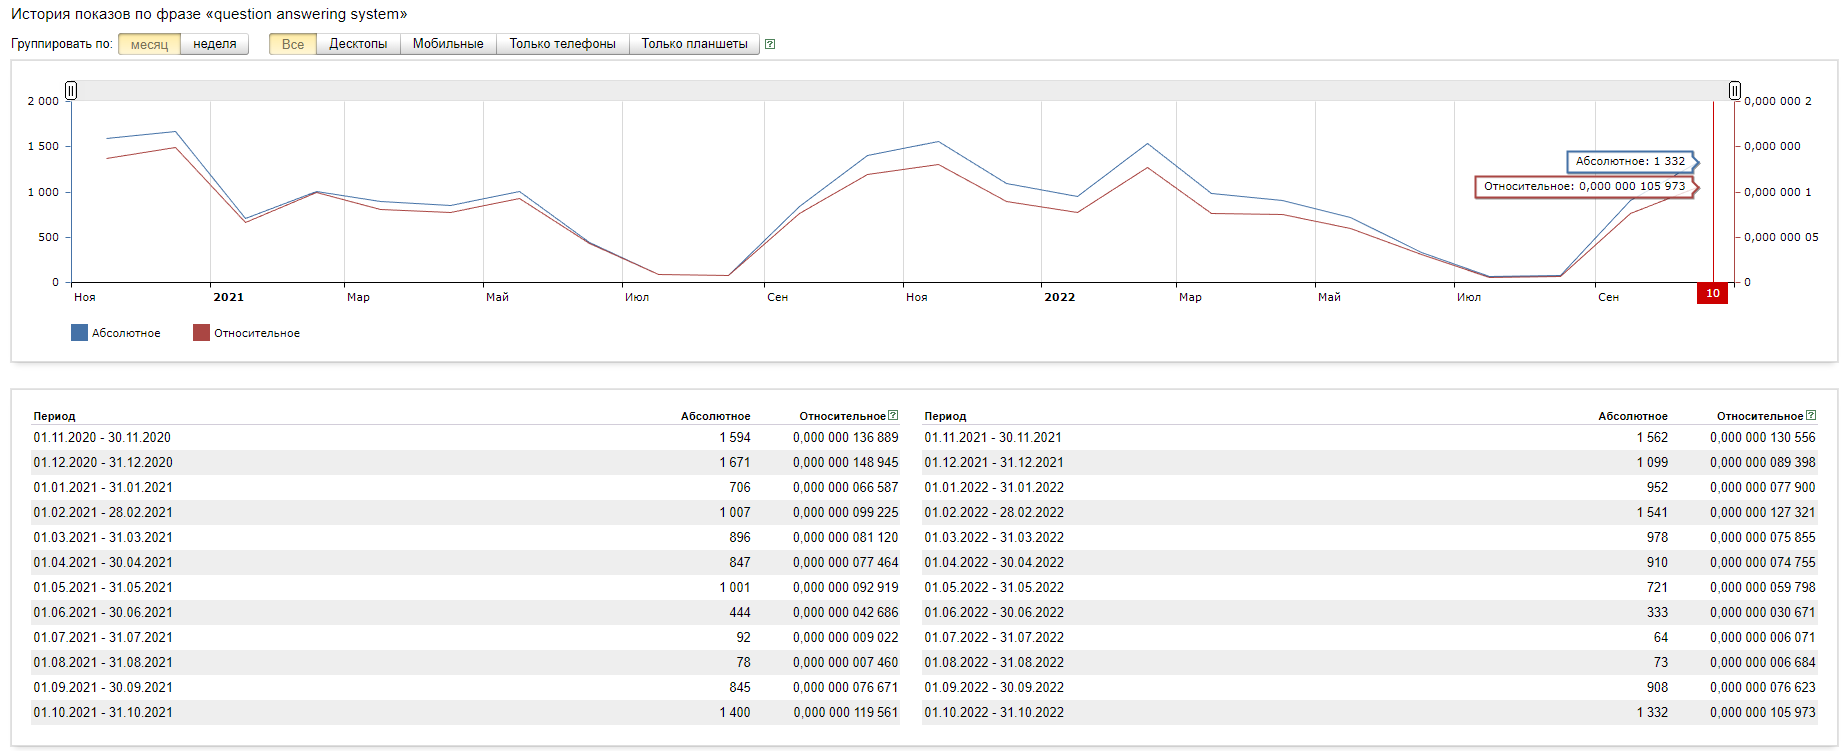 История показов по фразе «question answering system»
Группировать по: месяц неделя Все Десктопы Мобильные Только телефоны Только планшеты ?
2 000 0,000 000 2
1 500 0,000 000
Абсолютное: 1 332
Относительное: 0,000 000 105 973
1 000 0,000 000 1
500 0,000 000 05
0 0
Ноя 2021 Мар Май Июл Сен Ноя 2022 Мар Май Июл Сен 10
Абсолютное Относительное
Период Абсолютное Относительное ? Период Абсолютное Относительное ?
01.11.2020 - 30.11.2020 1 594 0,000 000 136 889 01.11.2021 - 30.11.2021 1 562 0,000 000 130 556
01.12.2020 - 31.12.2020 1 671 0,000 000 148 945 01.12.2021 - 31.12.2021 1 099 0,000 000 089 398
01.01.2021 - 31.01.2021 706 0,000 000 066 587 01.01.2022 - 31.01.2022 952 0,000 000 077 900
01.02.2021 - 28.02.2021 1 007 0,000 000 099 225 01.02.2022 - 28.02.2022 1 541 0,000 000 127 321
01.03.2021 - 31.03.2021 896 0,000 000 081 120 01.03.2022 - 31.03.2022 978 0,000 000 075 855
01.04.2021 - 30.04.2021 847 0,000 000 077 464 01.04.2022 - 30.04.2022 910 0,000 000 074 755
01.05.2021 - 31.05.2021 1 001 0,000 000 092 919 01.05.2022 - 31.05.2022 721 0,000 000 059 798
01.06.2021 - 30.06.2021 444 0,000 000 042 686 01.06.2022 - 30.06.2022 333 0,000 000 030 671
01.07.2021 - 31.07.2021 92 0,000 000 009 022 01.07.2022 - 31.07.2022 64 0,000 000 006 071
01.08.2021 - 31.08.2021 78 0,000 000 007 460 01.08.2022 - 31.08.2022 73 0,000 000 006 684
01.09.2021 - 30.09.2021 845 0,000 000 076 671 01.09.2022 - 30.09.2022 908 0,000 000 076 623
01.10.2021 - 31.10.2021 1 400 0,000 000 119 561 01.10.2022 - 31.10.2022 1 332 0,000 000 105 973